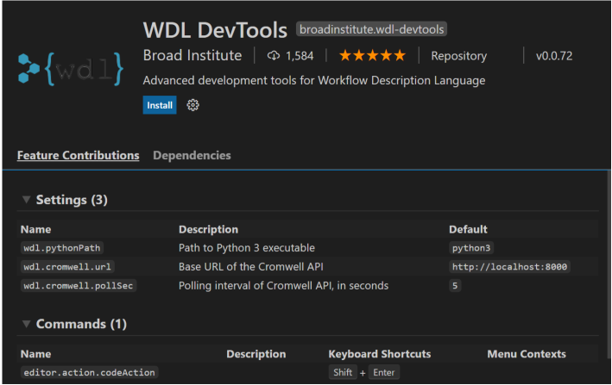 WDL DevTools broadinstitute.wdl-devtools
Broad Institute 1,584 Repository v0.0.72
{wdl}
Advanced development tools for Workflow Description Language
Install
Feature Contributions Dependencies
Settings (3)
Name Description Default
wdl.pythonPath Path to Python 3 executable python3
wdl.cromwell.url Base URL of the Cromwell API http://localhost:8000
wdl.cromwell.pollSec Polling interval of Cromwell API, in seconds 5
Commands (1)
Name Description Keyboard Shortcuts Menu Contexts
editor.action.codeAction Shift + Enter